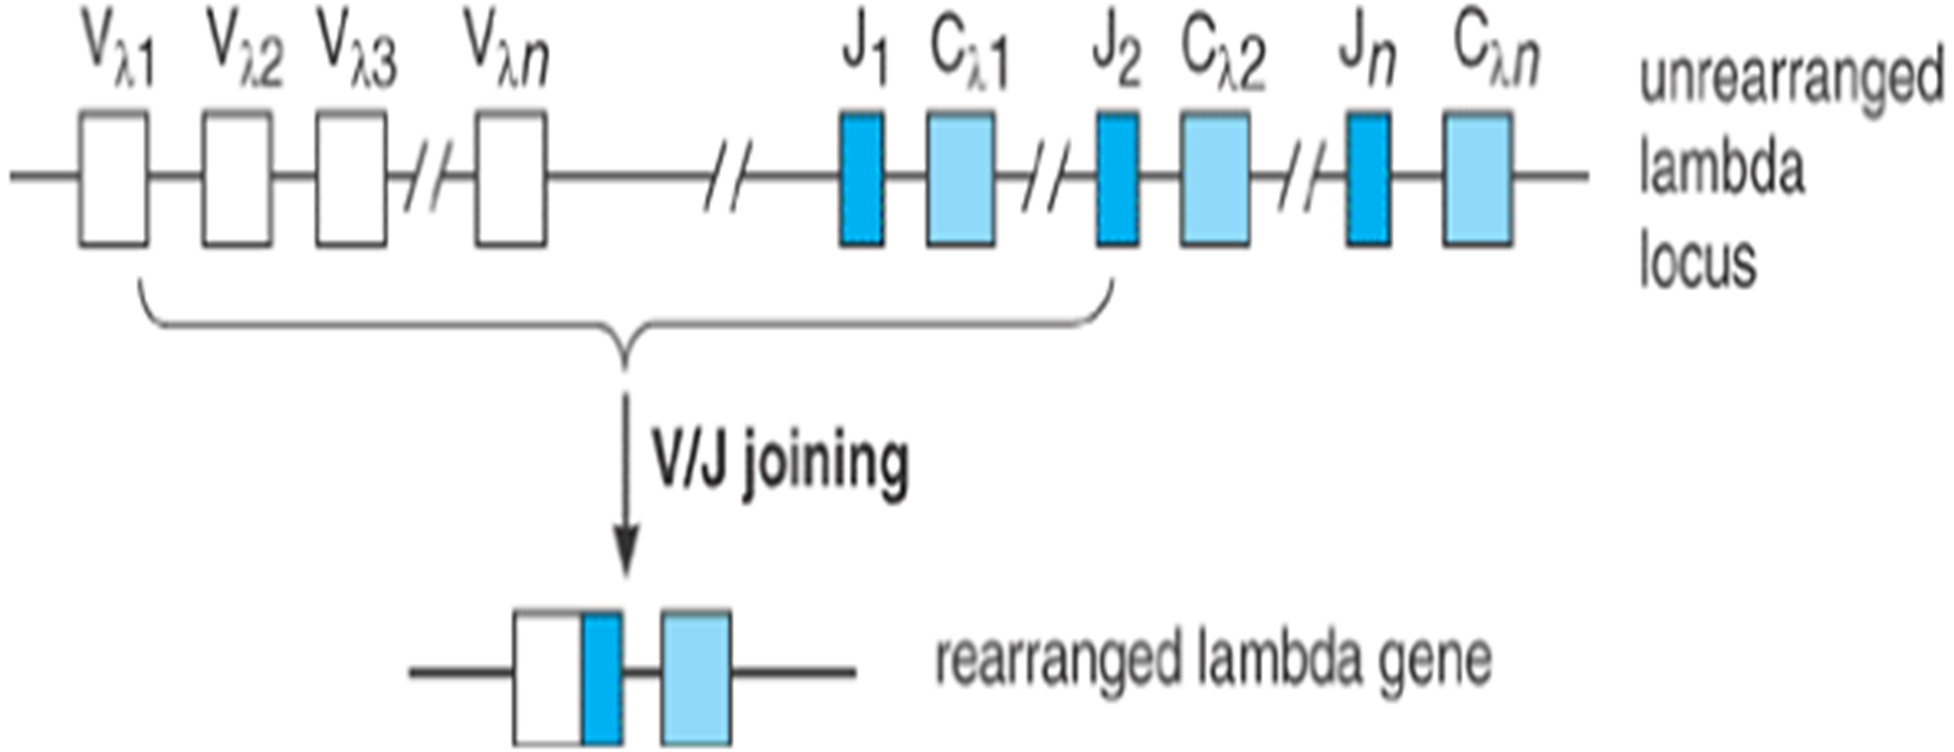 Vλ1 Vλ2 Vλ3 Vλn J1 Cλ1 J2 Cλ2 Jn Cλn
unrearranged
lambda
locus
V/J joining
rearranged lambda gene